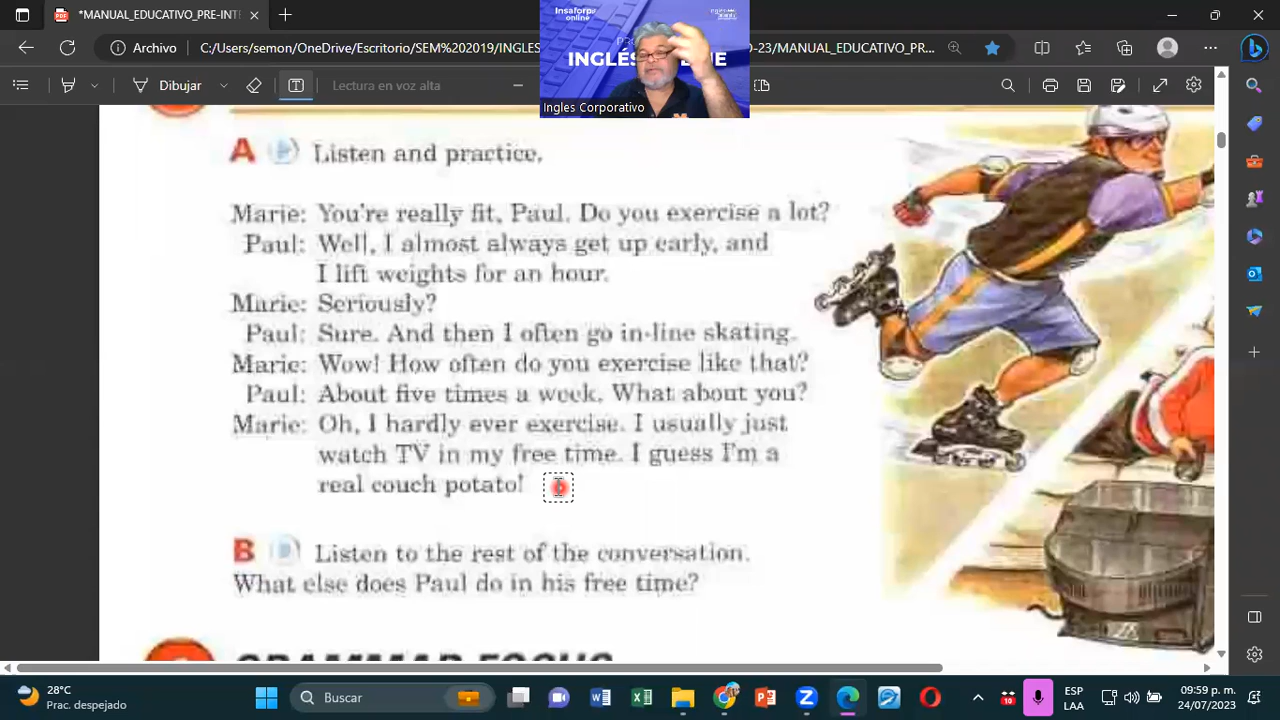 *MANUAL_EDUCATIVO_PRE-INTE
Archivo
C:/Users/semon/OneDrive/Escritorio/SEM%202019/INGLES
O-23/MANUAL_EDUCATIVO_PR...
Dibujar
Lectura en voz alta
Insaforp
online
INGLÉS
Ingles Corporativo
A Listen and practice.
Marie: You're really fit, Paul. Do you exercise a lot?
Paul: Well, I almost always get up early, and
I lift weights for an hour.
Marie: Seriously?
Paul: Sure. And then I often go in-line skating.
Marie: Wow! How often do you exercise like that?
Paul: About five times a week. What about you?
Marie: Oh, I hardly ever exercise. I usually just
watch TV in my free time. I guess I'm a
real couch potato!
B Listen to the rest of the conversation.
What else does Paul do in his free time?
GRAMMAR FOCUS
28°C
Prec. despejado
Buscar
10
ESP
LAA
09:59 p. m.
24/07/2023